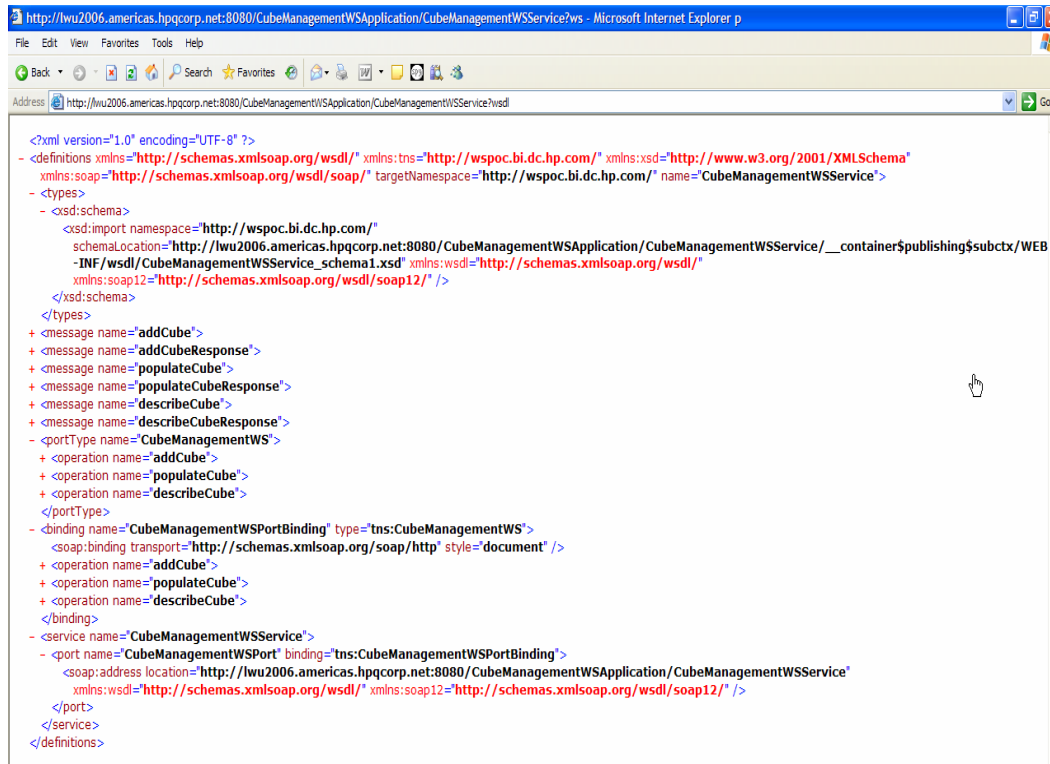 http://lwu2006.americas.hpqcorp.net:8080/CubeManagementWSApplication/CubeManagementWSService?ws - Microsoft Internet Explorer p
File Edit View Favorites Tools Help
Back Search Favorites
Address http://lwu2006.americas.hpqcorp.net:8080/CubeManagementWSApplication/CubeManagementWSService?wsdl Go
<?xml version="1.0" encoding="UTF-8" ?>
- <definitions xmlns="http://schemas.xmlsoap.org/wsdl/" xmlns:tns="http://wspoc.bi.dc.hp.com/" xmlns:xsd="http://www.w3.org/2001/XMLSchema"
xmlns:soap="http://schemas.xmlsoap.org/wsdl/soap/" targetNamespace="http://wspoc.bi.dc.hp.com/" name="CubeManagementWSService">
- <types>
- <xsd:schema>
<xsd:import namespace="http://wspoc.bi.dc.hp.com/"
schemaLocation="http://lwu2006.americas.hpqcorp.net:8080/CubeManagementWSApplication/CubeManagementWSService/__container$publishing$subctx/WEB
-INF/wsdl/CubeManagementWSService_schema1.xsd" xmlns:wsdl="http://schemas.xmlsoap.org/wsdl/"
xmlns:soap12="http://schemas.xmlsoap.org/wsdl/soap12/" />
</xsd:schema>
</types>
+ <message name="addCube">
+ <message name="addCubeResponse">
+ <message name="populateCube">
+ <message name="populateCubeResponse">
+ <message name="describeCube">
+ <message name="describeCubeResponse">
- <portType name="CubeManagementWS">
+ <operation name="addCube">
+ <operation name="populateCube">
+ <operation name="describeCube">
</portType>
- <binding name="CubeManagementWSPortBinding" type="tns:CubeManagementWS">
<soap:binding transport="http://schemas.xmlsoap.org/soap/http" style="document" />
+ <operation name="addCube">
+ <operation name="populateCube">
+ <operation name="describeCube">
</binding>
- <service name="CubeManagementWSService">
- <port name="CubeManagementWSPort" binding="tns:CubeManagementWSPortBinding">
<soap:address location="http://lwu2006.americas.hpqcorp.net:8080/CubeManagementWSApplication/CubeManagementWSService"
xmlns:wsdl="http://schemas.xmlsoap.org/wsdl/" xmlns:soap12="http://schemas.xmlsoap.org/wsdl/soap12/" />
</port>
</service>
</definitions>